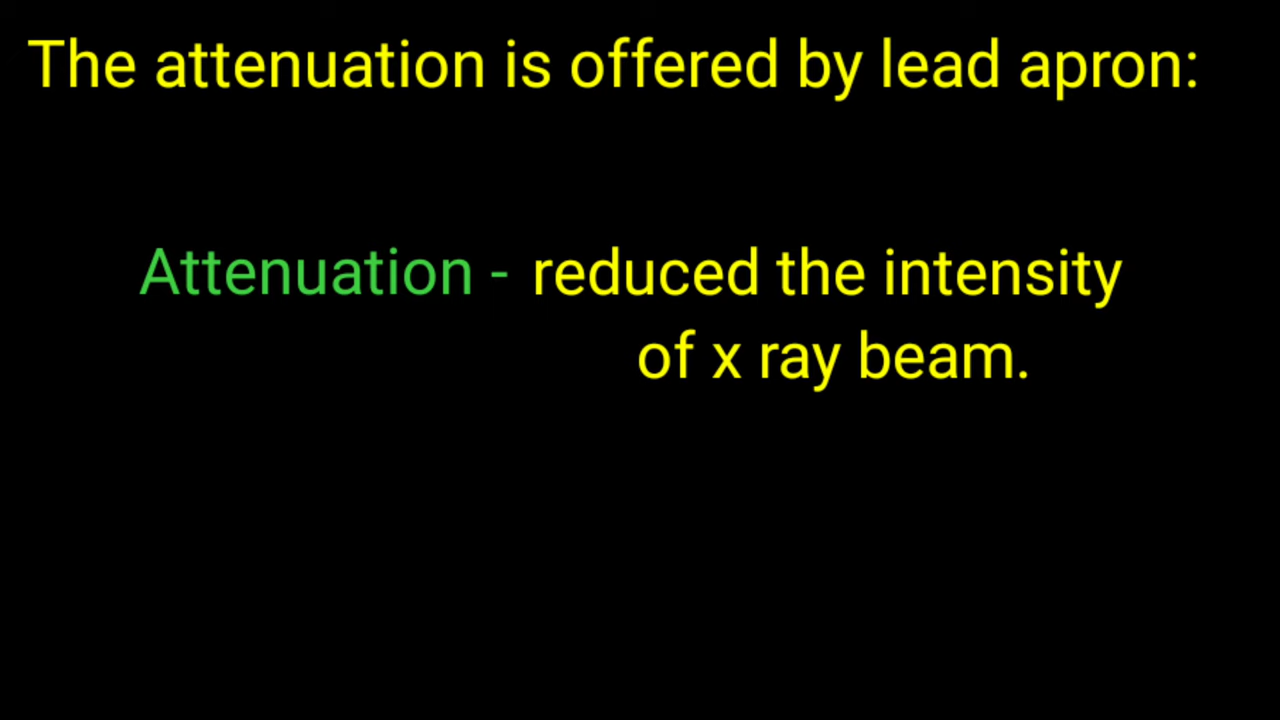 The attenuation is offered by lead apron:
Attenuation - reduced the intensity
of x ray beam.